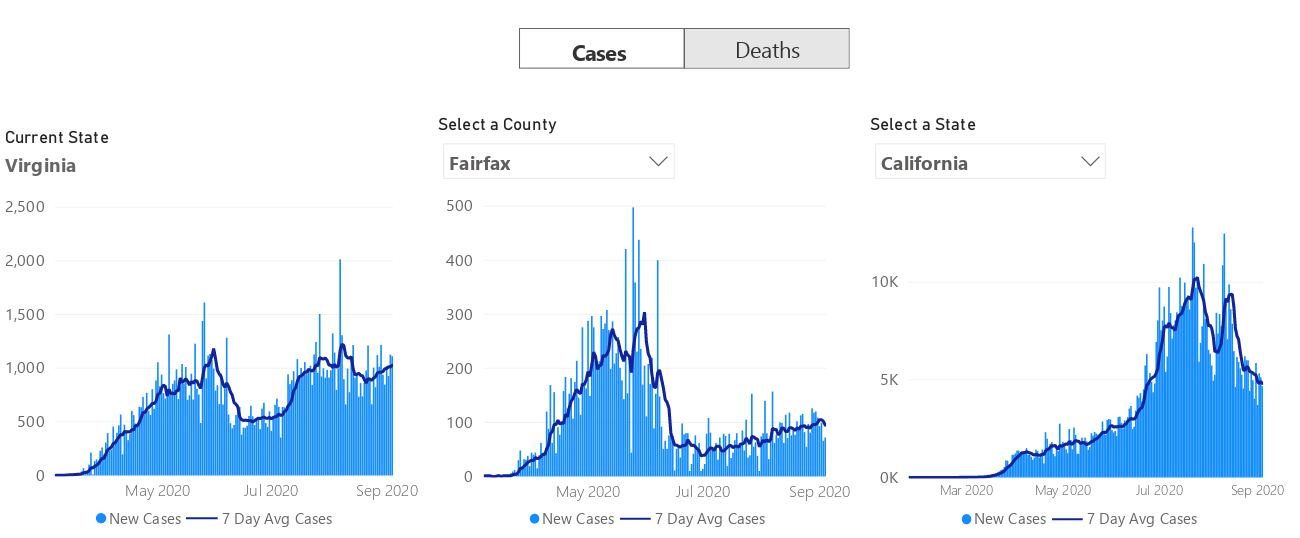 Cases Deaths
Current State
Virginia
2,500
2,000
1,500
1,000
500
0
May 2020 Jul 2020 Sep 2020
New Cases 7 Day Avg Cases
Select a County
Fairfax
500
400
300
200
100
0
May 2020 Jul 2020 Sep 2020
New Cases 7 Day Avg Cases
Select a State
California
10K
5K
0K
Mar 2020 May 2020 Jul 2020 Sep 2020
New Cases 7 Day Avg Cases